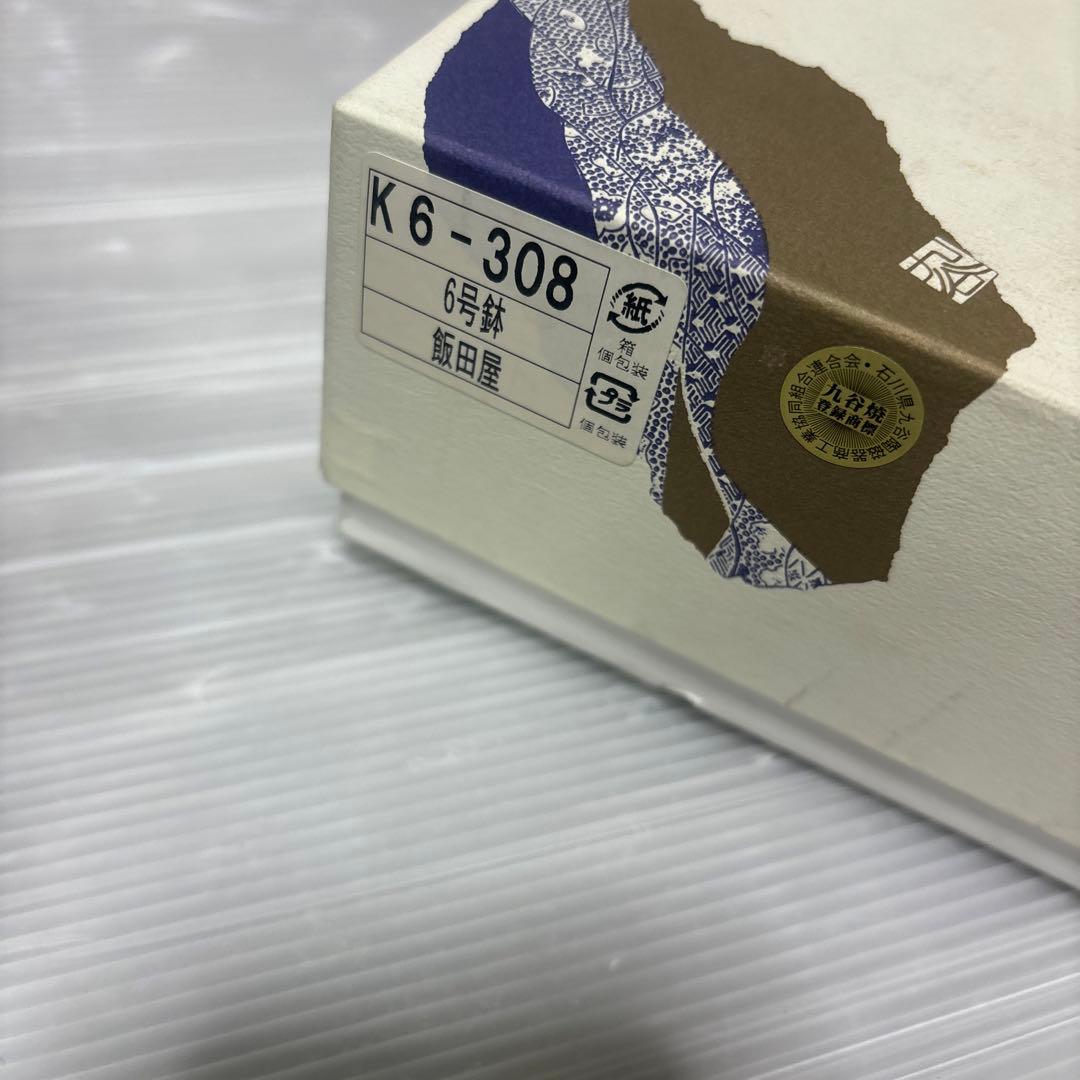 K6-308
6号鉢
飯田屋
紙
箱
個包装
プラ
個包装
石川県九谷陶磁器商工業協同組合連合会・
九谷焼
登録商標